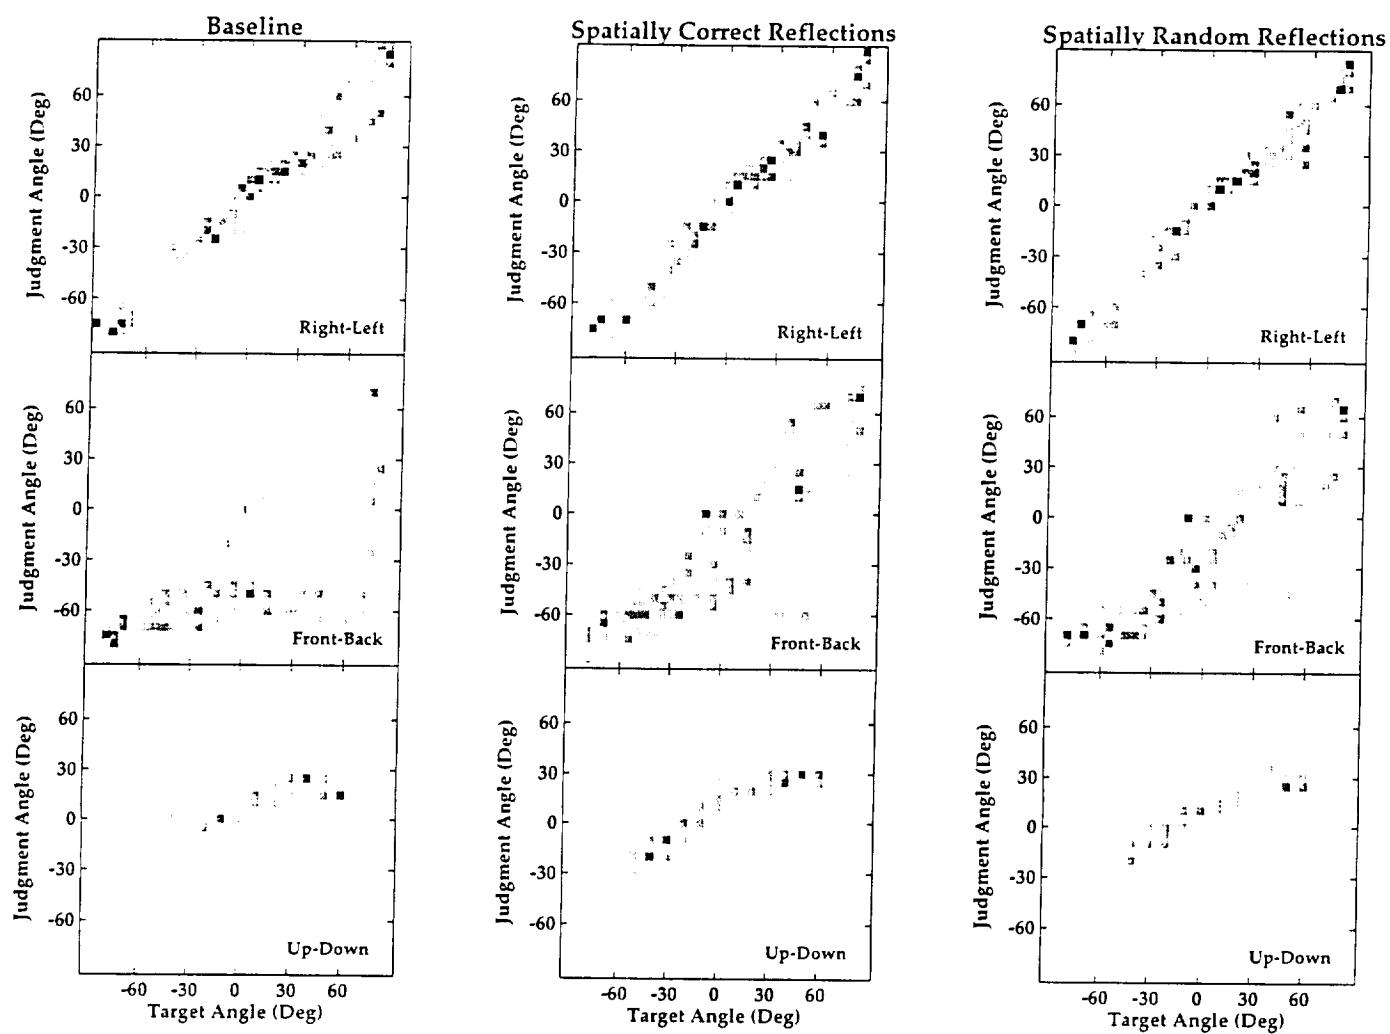 Baseline
Spatially Correct Reflections
Spatially Random Reflections
Judgment Angle (Deg)
60
30
0
-30
-60
Right-Left
Judgment Angle (Deg)
60
30
0
-30
-60
Right-Left
Judgment Angle (Deg)
60
30
0
-30
-60
Right-Left
Judgment Angle (Deg)
60
30
0
-30
-60
Front-Back
Judgment Angle (Deg)
60
30
0
-30
-60
Front-Back
Judgment Angle (Deg)
60
30
0
-30
-60
Front-Back
Judgment Angle (Deg)
60
30
0
-30
-60
Up-Down
Judgment Angle (Deg)
60
30
0
-30
-60
Up-Down
Judgment Angle (Deg)
60
30
0
-30
-60
Up-Down
-60 -30 0 30 60
Target Angle (Deg)
-60 -30 0 30 60
Target Angle (Deg)
-60 -30 0 30 60
Target Angle (Deg)